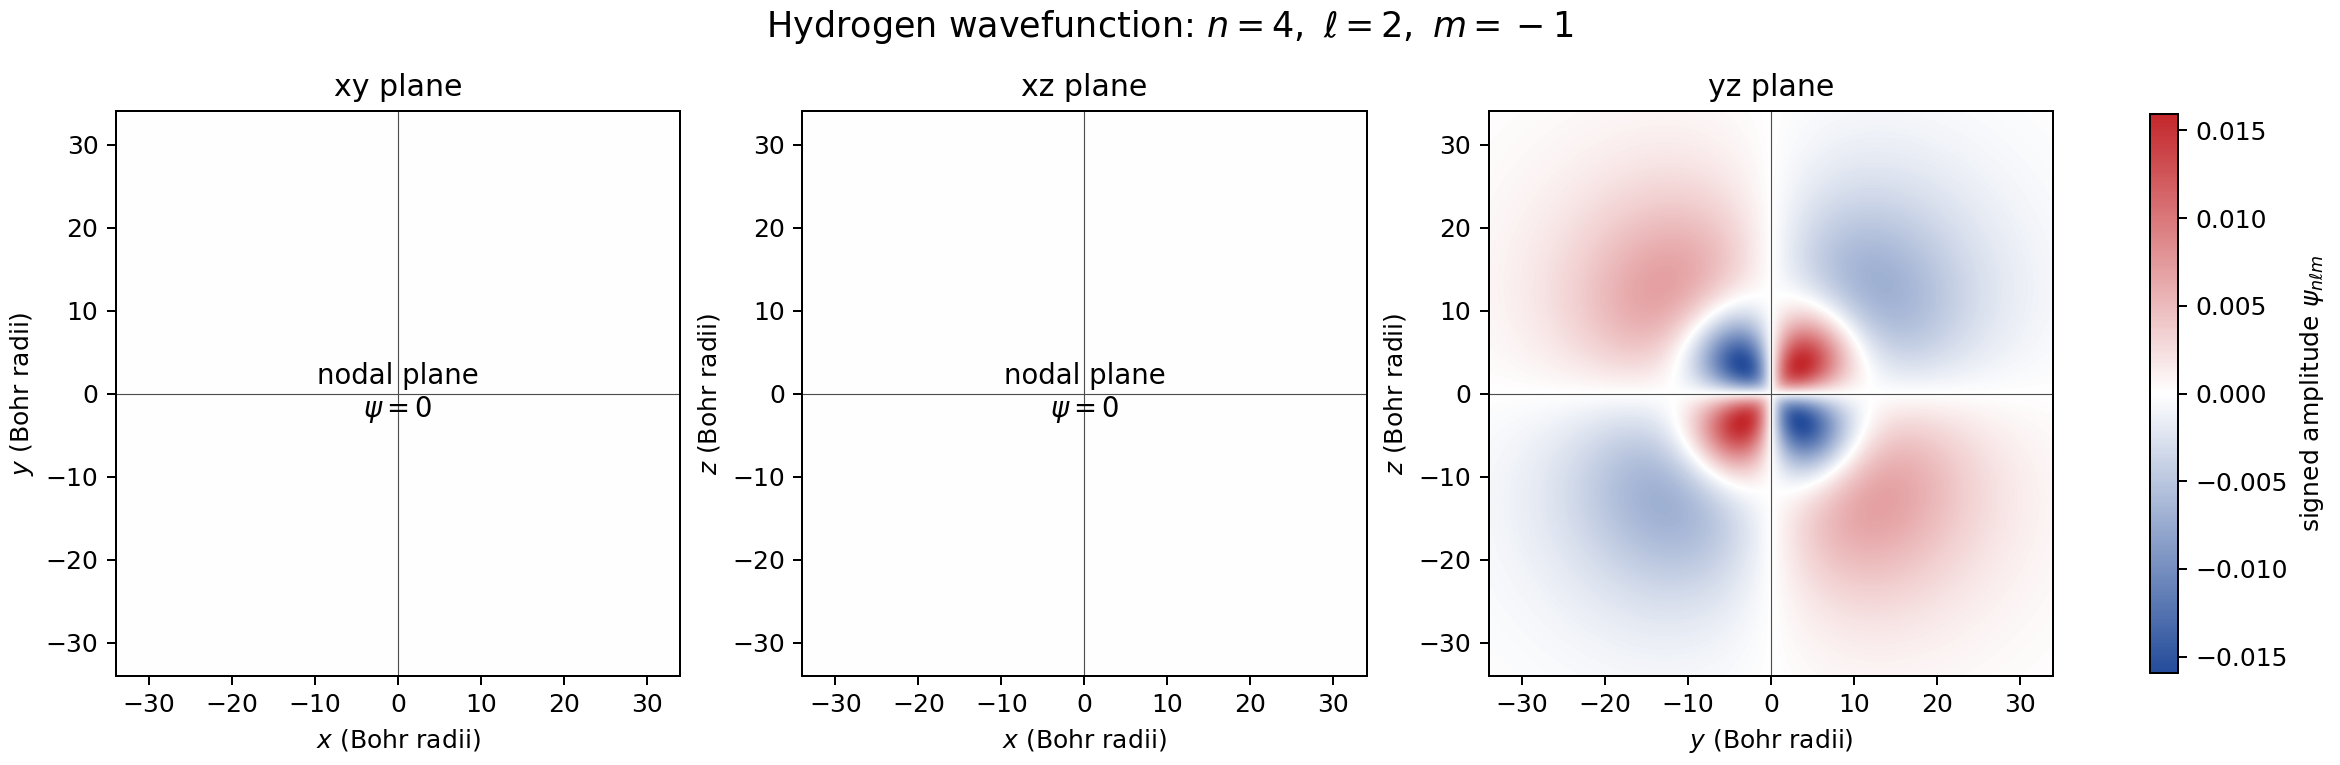 Hydrogen wavefunction: n = 4, ℓ = 2, m = −1
xy plane
30
20
10
0
−10
−20
−30
y (Bohr radii)
nodal plane
ψ = 0
−30 −20 −10 0 10 20 30
x (Bohr radii)
xz plane
30
20
10
0
−10
−20
−30
z (Bohr radii)
nodal plane
ψ = 0
−30 −20 −10 0 10 20 30
x (Bohr radii)
yz plane
30
20
10
0
−10
−20
−30
z (Bohr radii)
−30 −20 −10 0 10 20 30
y (Bohr radii)
0.015
0.010
0.005
0.000
−0.005
−0.010
−0.015
signed amplitude ψnℓm